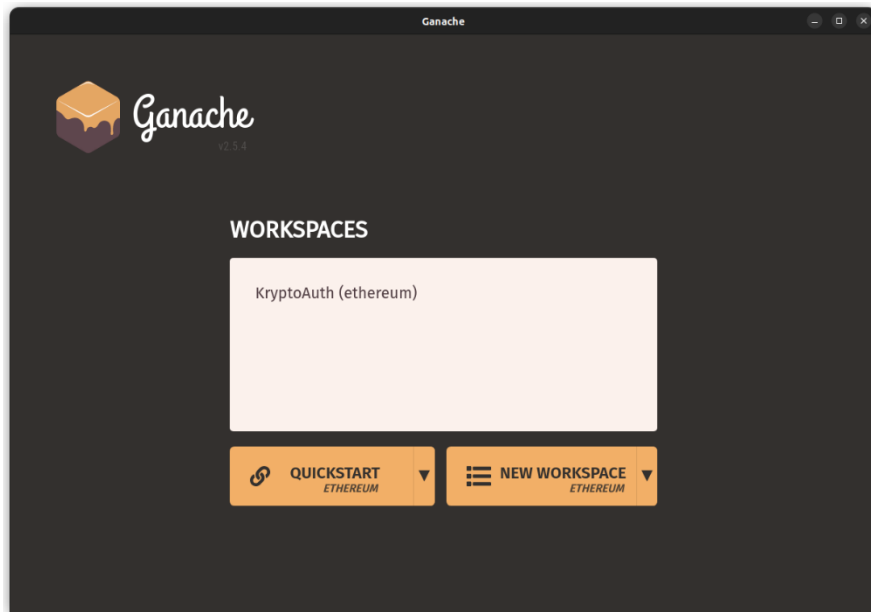 Ganache
Ganache
v2.5.4
WORKSPACES
KryptoAuth (ethereum)
QUICKSTART
ETHEREUM
NEW WORKSPACE
ETHEREUM